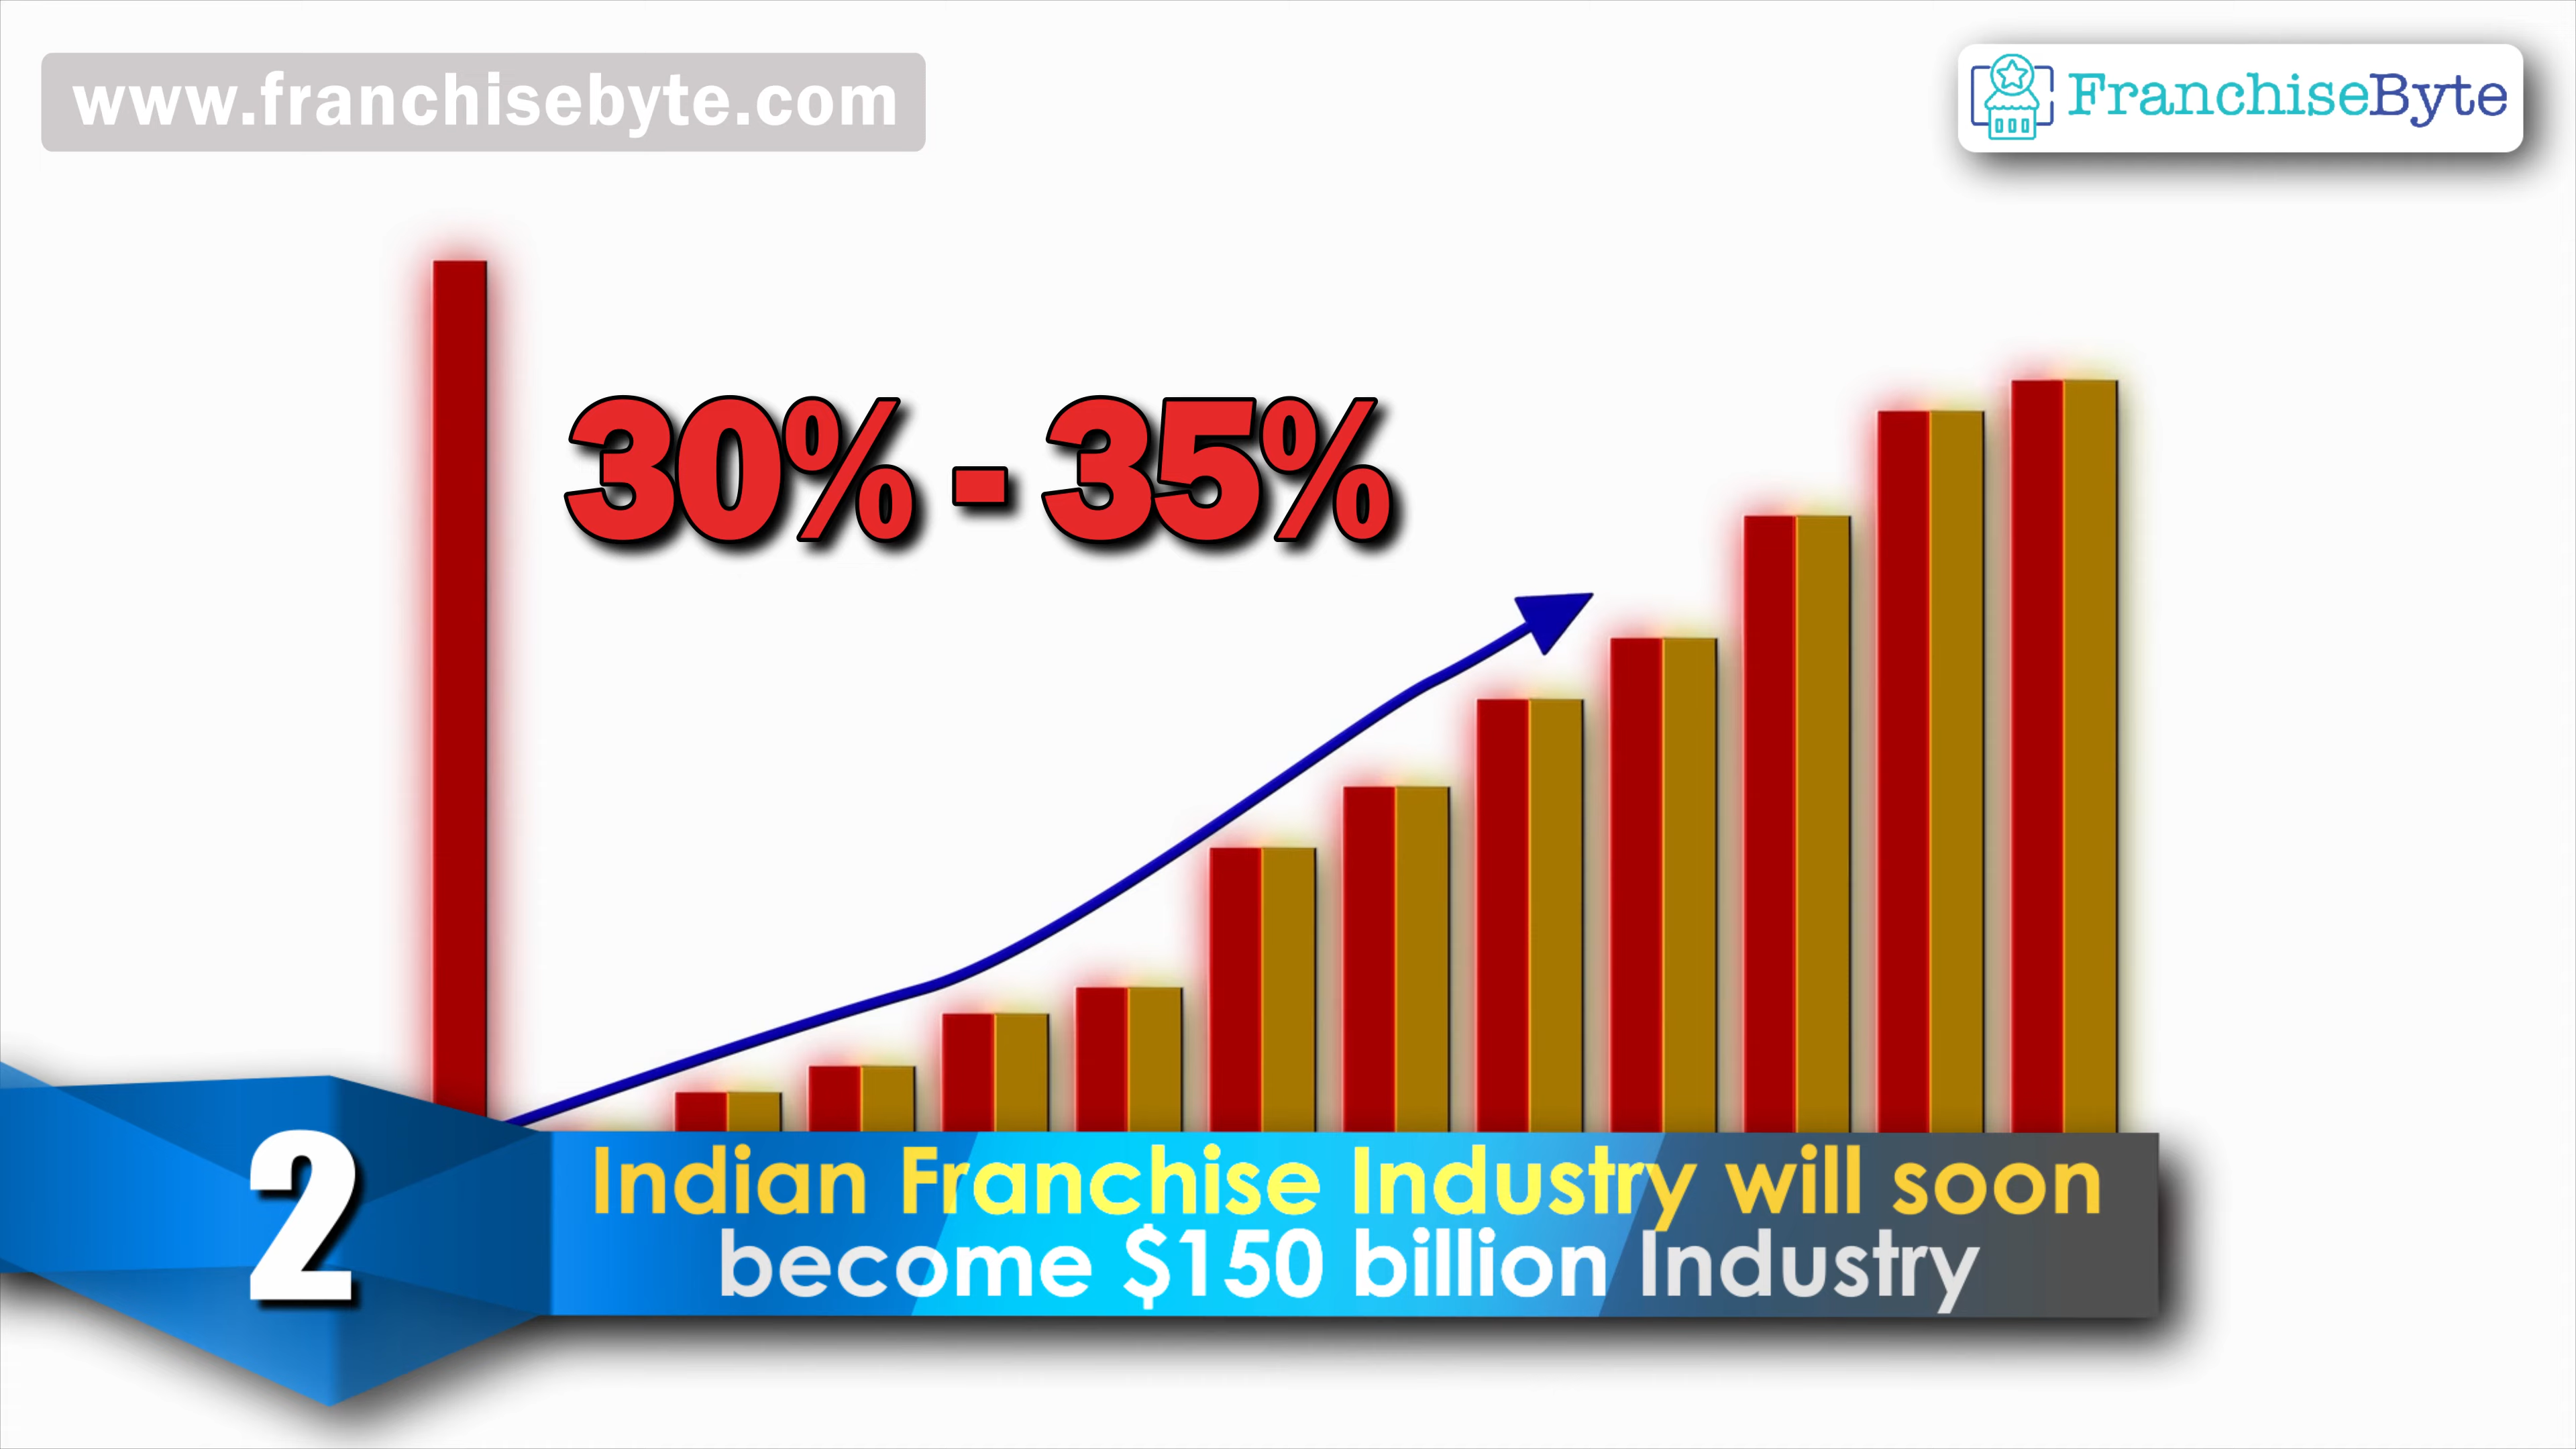 www.franchisebyte.com
FranchiseByte
30% - 35%
2
Indian Franchise Industry will soon
become $150 billion Industry